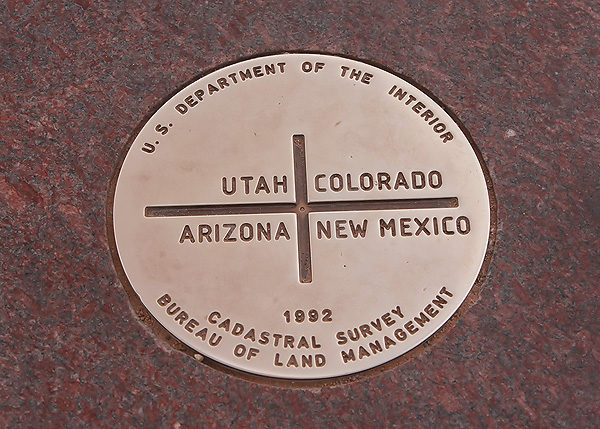 U. S. DEPARTMENT OF THE INTERIOR
UTAH COLORADO
ARIZONA NEW MEXICO
1992
CADASTRAL SURVEY
BUREAU OF LAND MANAGEMENT